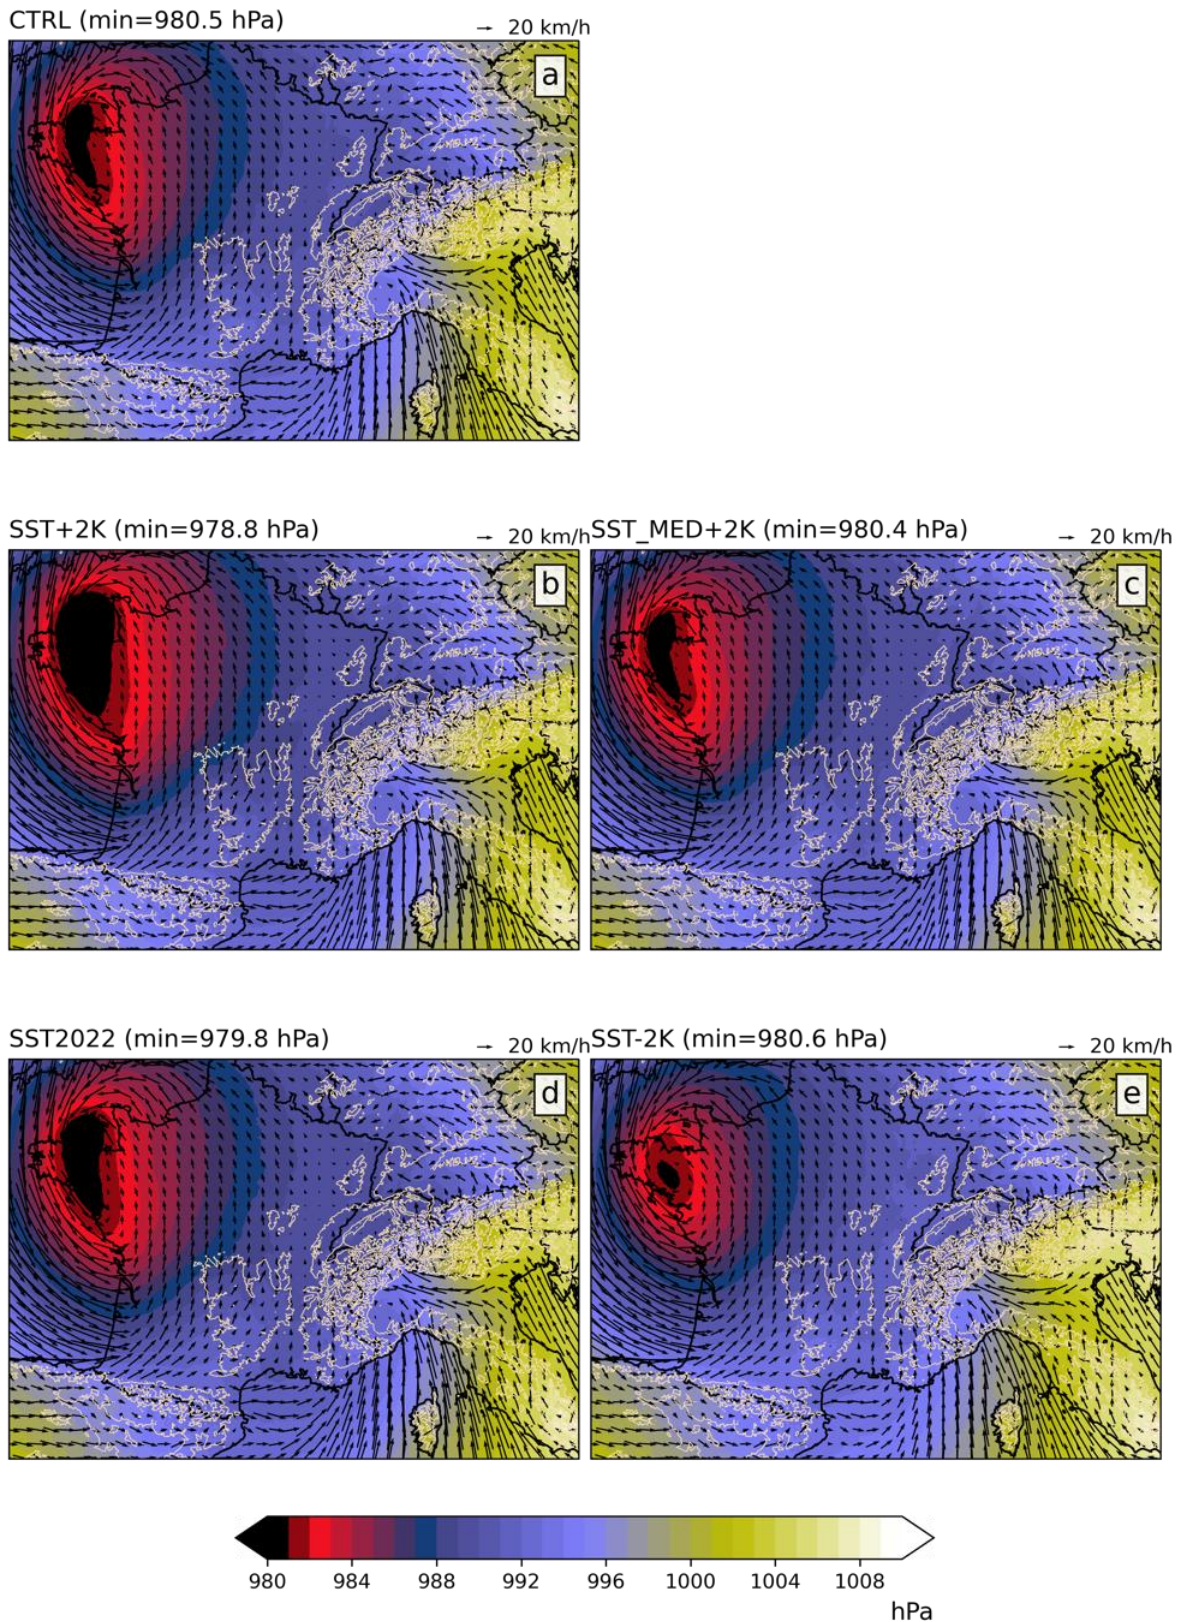 CTRL (min=980.5 hPa)
20 km/h
a
SST+2K (min=978.8 hPa)
20 km/h
SST_MED+2K (min=980.4 hPa)
20 km/h
b
c
SST2022 (min=979.8 hPa)
20 km/h
SST-2K (min=980.6 hPa)
20 km/h
d
e
980 984 988 992 996 1000 1004 1008
hPa